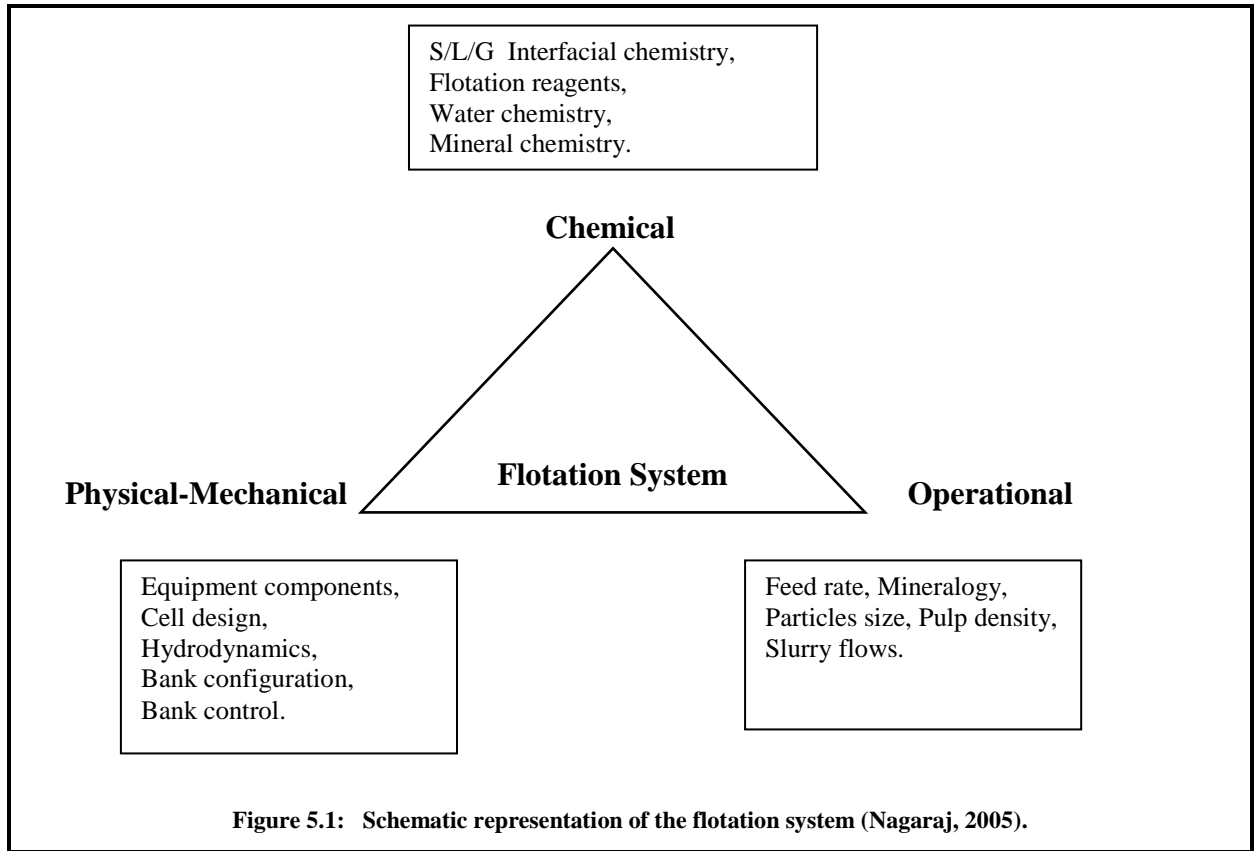 S/L/G  Interfacial chemistry,
Flotation reagents,
Water chemistry,
Mineral chemistry.
Chemical
Flotation System
Physical-Mechanical
Operational
Equipment components,
Cell design,
Hydrodynamics,
Bank configuration,
Bank control.
Feed rate, Mineralogy,
Particles size, Pulp density,
Slurry flows.
Figure 5.1:   Schematic representation of the flotation system (Nagaraj, 2005).